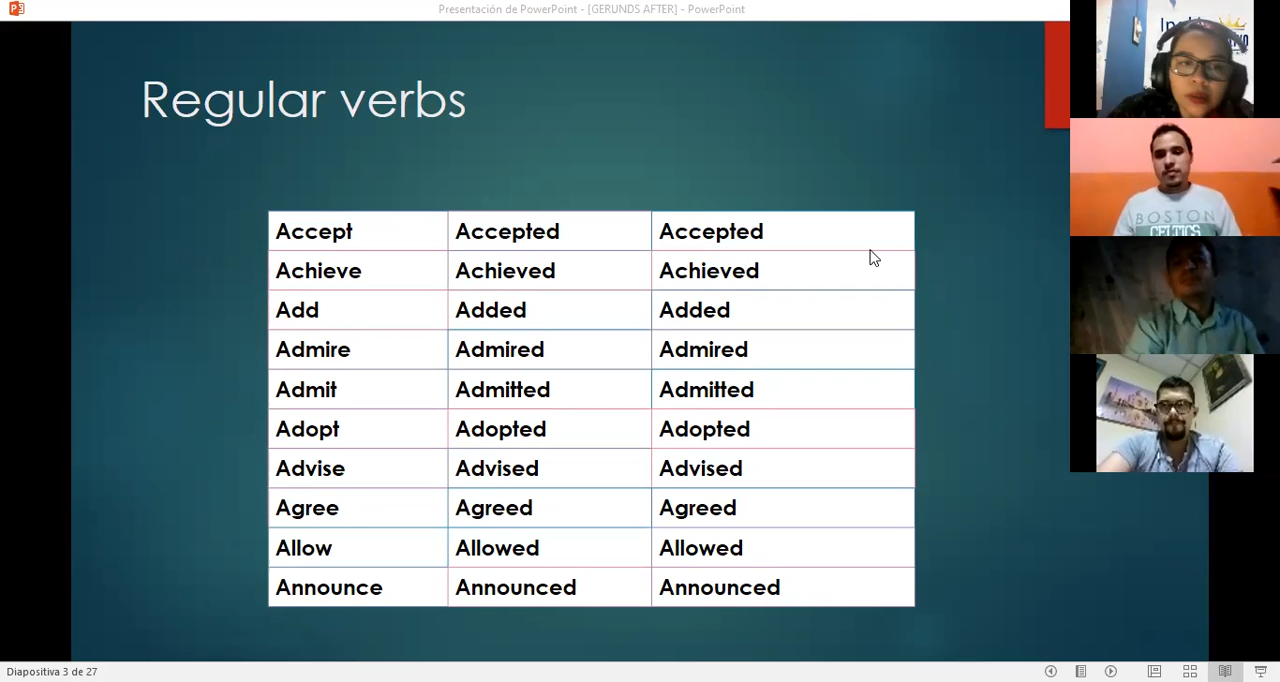 Presentación de PowerPoint - [GERUNDS AFTER] - PowerPoint
Regular verbs
Accept Accepted Accepted
Achieve Achieved Achieved
Add Added Added
Admire Admired Admired
Admit Admitted Admitted
Adopt Adopted Adopted
Advise Advised Advised
Agree Agreed Agreed
Allow Allowed Allowed
Announce Announced Announced
BOSTON
CELTICS
Diapositiva 3 de 27